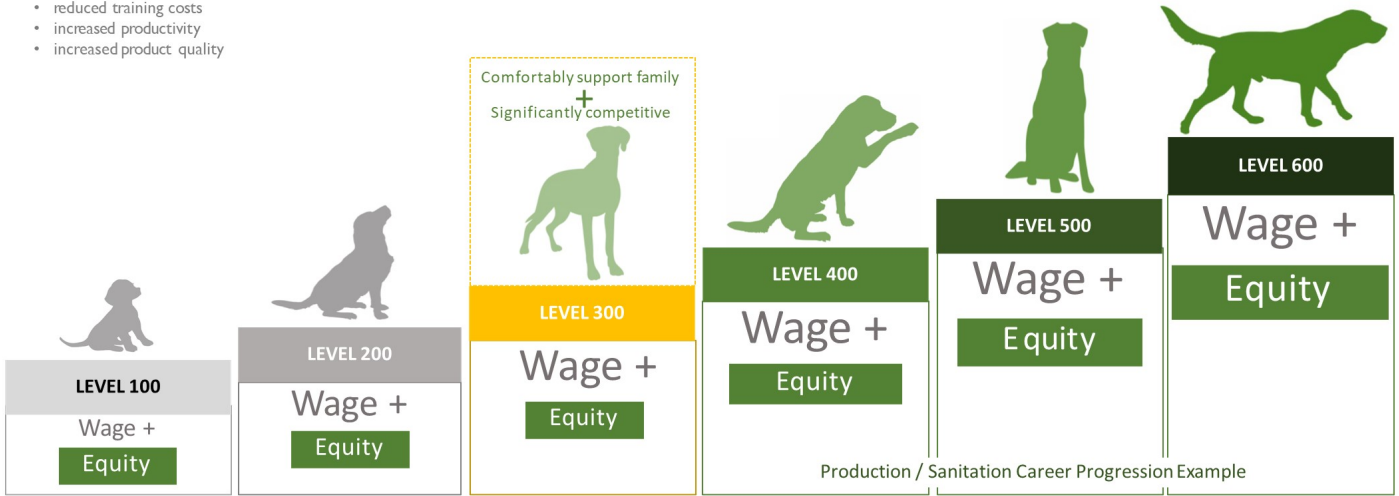 • reduced training costs
• increased productivity
• increased product quality
Comfortably support family
+
Significantly competitive
LEVEL 100
Wage +
Equity
LEVEL 200
Wage +
Equity
LEVEL 300
Wage +
Equity
LEVEL 400
Wage +
Equity
LEVEL 500
Wage +
Equity
LEVEL 600
Wage +
Equity
Production / Sanitation Career Progression Example